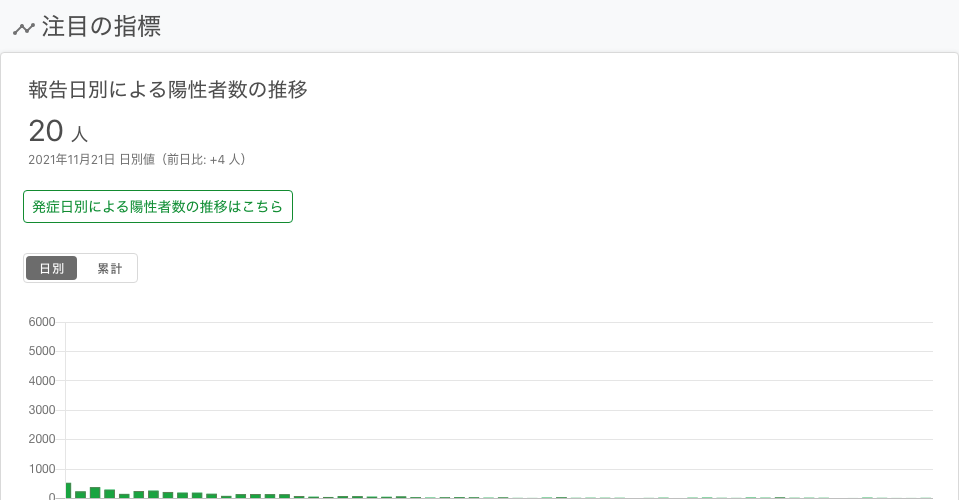 注目の指標
報告日別による陽性者数の推移
20 人
2021年11月21日 日別値（前日比: +4 人）
発症日別による陽性者数の推移はこちら
日別 累計
6000
5000
4000
3000
2000
1000
0